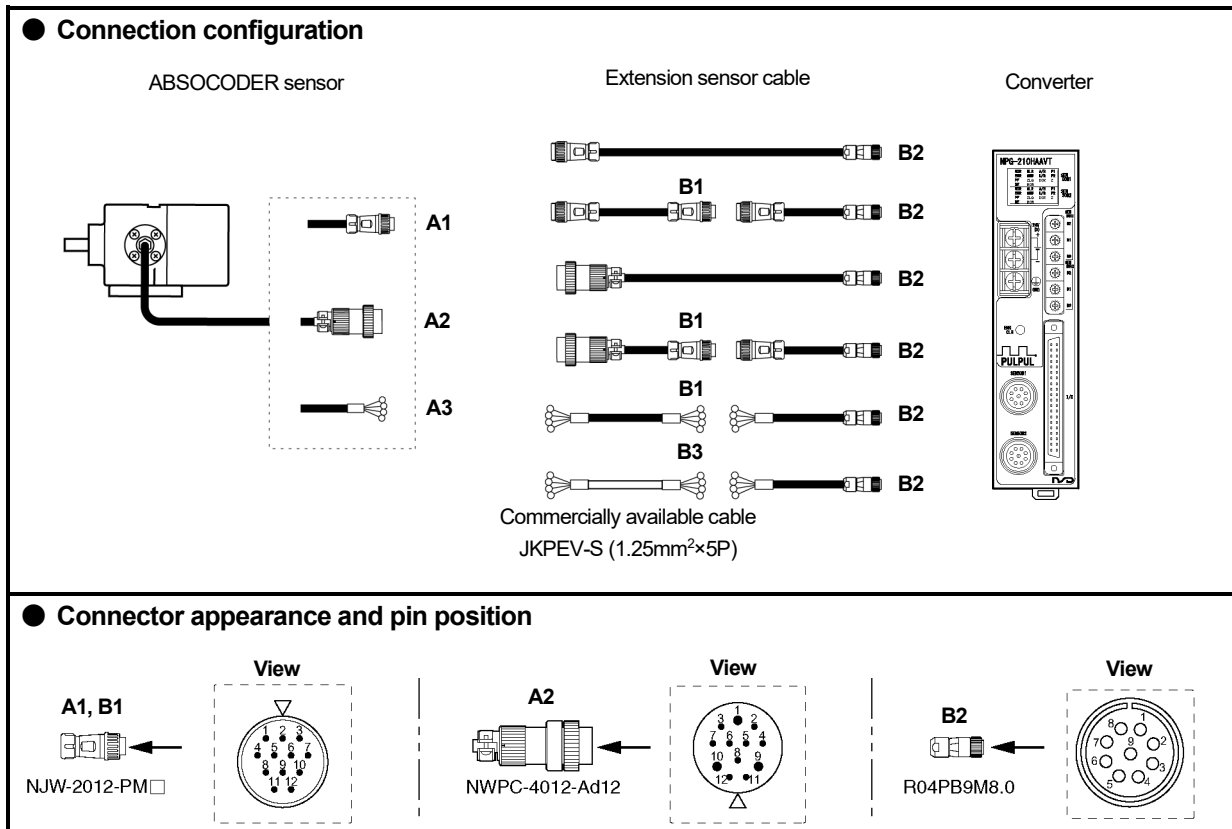 ● Connection configuration
ABSOCODER sensor
Extension sensor cable
Converter
A1
A2
A3
B2
B1
B2
B2
B1
B2
B1
B2
B3
B2
Commercially available cable
JKPEV-S (1.25mm²×5P)
NPG-210HAAVT
PULPUL
SENSOR1
SENSOR2
I/O
NSD
● Connector appearance and pin position
A1, B1
NJW-2012-PM□
View
1 2 3
4 5 6 7
8 9 10
11 12
A2
NWPC-4012-Ad12
View
3 1 2
7 6 5 4
10 8 9
12 11
B2
R04PB9M8.0
View
8 1
7 9 2
6 3
5 4